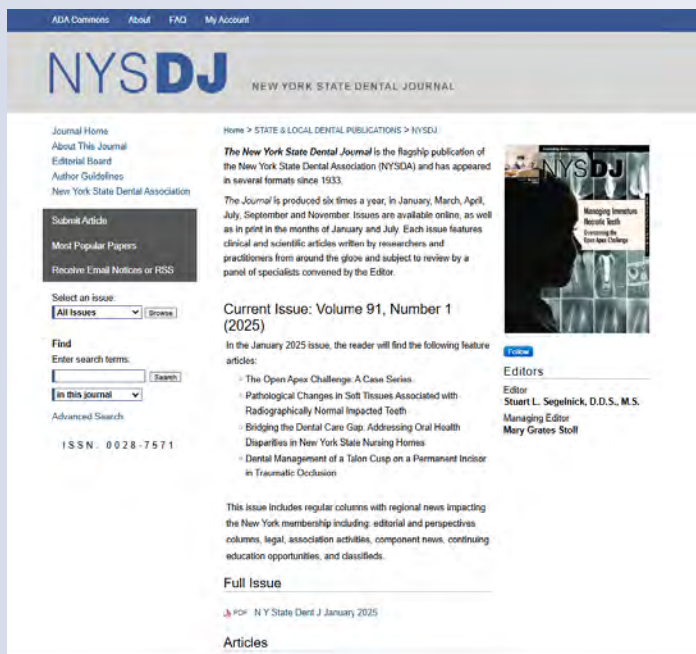 ADA Commons About FAQ My Account
NYSDJ NEW YORK STATE DENTAL JOURNAL
Journal Home
About This Journal
Editorial Board
Author Guidelines
New York State Dental Association
Submit Article
Most Popular Papers
Receive Email Notices or RSS
Select an issue:
All Issues Browse
Find
Enter search terms:
Search
in this journal
Advanced Search
ISSN: 0028-7571
Home > STATE & LOCAL DENTAL PUBLICATIONS > NYSDJ
The New York State Dental Journal is the flagship publication of
the New York State Dental Association (NYSDA) and has appeared
in several formats since 1933.
The Journal is produced six times a year, in January, March, April,
July, September and November. Issues are available online, as well
as in print in the months of January and July. Each issue features
clinical and scientific articles written by researchers and
practitioners from around the globe and subject to review by a
panel of specialists convened by the Editor.
Current Issue: Volume 91, Number 1
(2025)
In the January 2025 issue, the reader will find the following feature
articles:
The Open Apex Challenge: A Case Series
Pathological Changes in Soft Tissues Associated with
Radiographically Normal Impacted Teeth
Bridging the Dental Care Gap: Addressing Oral Health
Disparities in New York State Nursing Homes
Dental Management of a Talon Cusp on a Permanent Incisor
in Traumatic Occlusion
This issue includes regular columns with regional news impacting
the New York membership including: editorial and perspectives
columns, legal, association activities, component news, continuing
education opportunities, and classifieds.
Full Issue
PDF N Y State Dent J January 2025
Articles
NYSDJ
Managing Immature
Necrotic Teeth
Overcoming the
Open Apex Challenge
Follow
Editors
Editor
Stuart L. Segelnick, D.D.S., M.S.
Managing Editor
Mary Grates Stoll